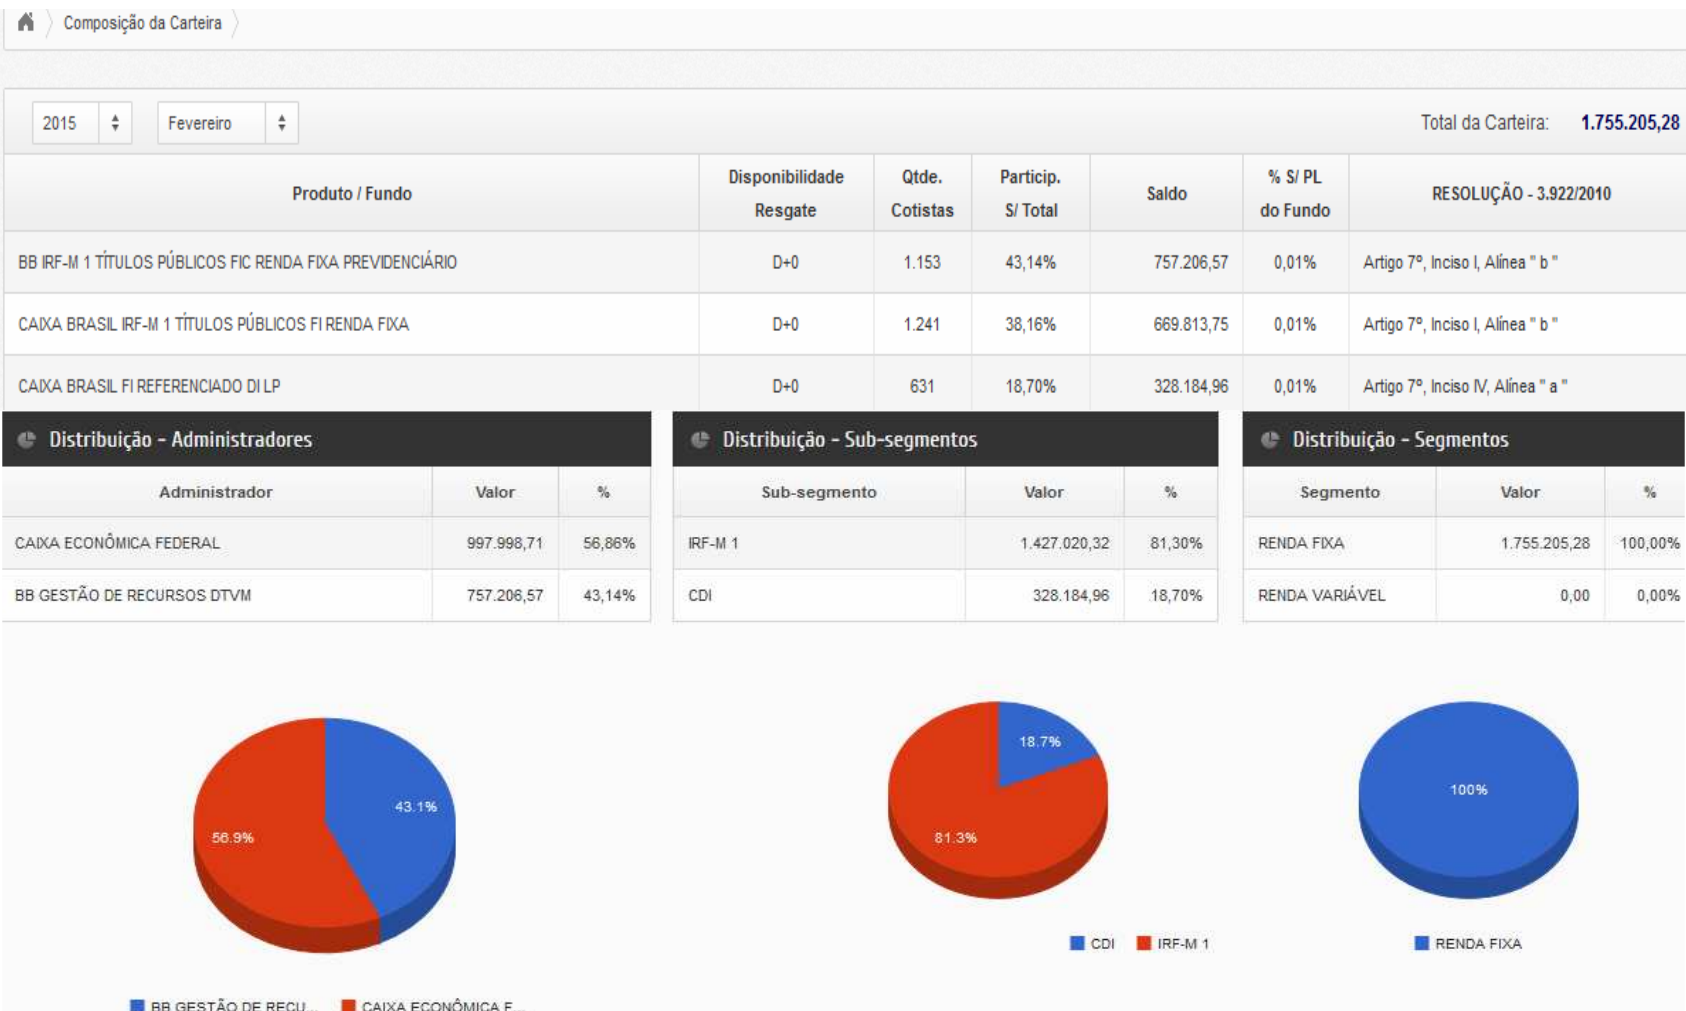 Composição da Carteira
2015 Fevereiro Total da Carteira: 1.755.205,28
Produto / Fundo Disponibilidade Resgate Qtde. Cotistas Particip. S/ Total Saldo % S/ PL do Fundo RESOLUÇÃO - 3.922/2010
BB IRF-M 1 TÍTULOS PÚBLICOS FIC RENDA FIXA PREVIDENCIÁRIO D+0 1.153 43,14% 757.206,57 0,01% Artigo 7º, Inciso I, Alínea " b "
CAIXA BRASIL IRF-M 1 TÍTULOS PÚBLICOS FI RENDA FIXA D+0 1.241 38,16% 669.813,75 0,01% Artigo 7º, Inciso I, Alínea " b "
CAIXA BRASIL FI REFERENCIADO DI LP D+0 631 18,70% 328.184,96 0,01% Artigo 7º, Inciso IV, Alínea " a "
Distribuição - Administradores
Administrador Valor %
CAIXA ECONÔMICA FEDERAL 997.998,71 56,86%
BB GESTÃO DE RECURSOS DTVM 757.206,57 43,14%
Distribuição - Sub-segmentos
Sub-segmento Valor %
IRF-M 1 1.427.020,32 81,30%
CDI 328.184,96 18,70%
Distribuição - Segmentos
Segmento Valor %
RENDA FIXA 1.755.205,28 100,00%
RENDA VARIÁVEL 0,00 0,00%
43.1%
56.9%
BB GESTÃO DE RECU... CAIXA ECONÔMICA F...
18.7%
81.3%
CDI IRF-M 1
100%
RENDA FIXA